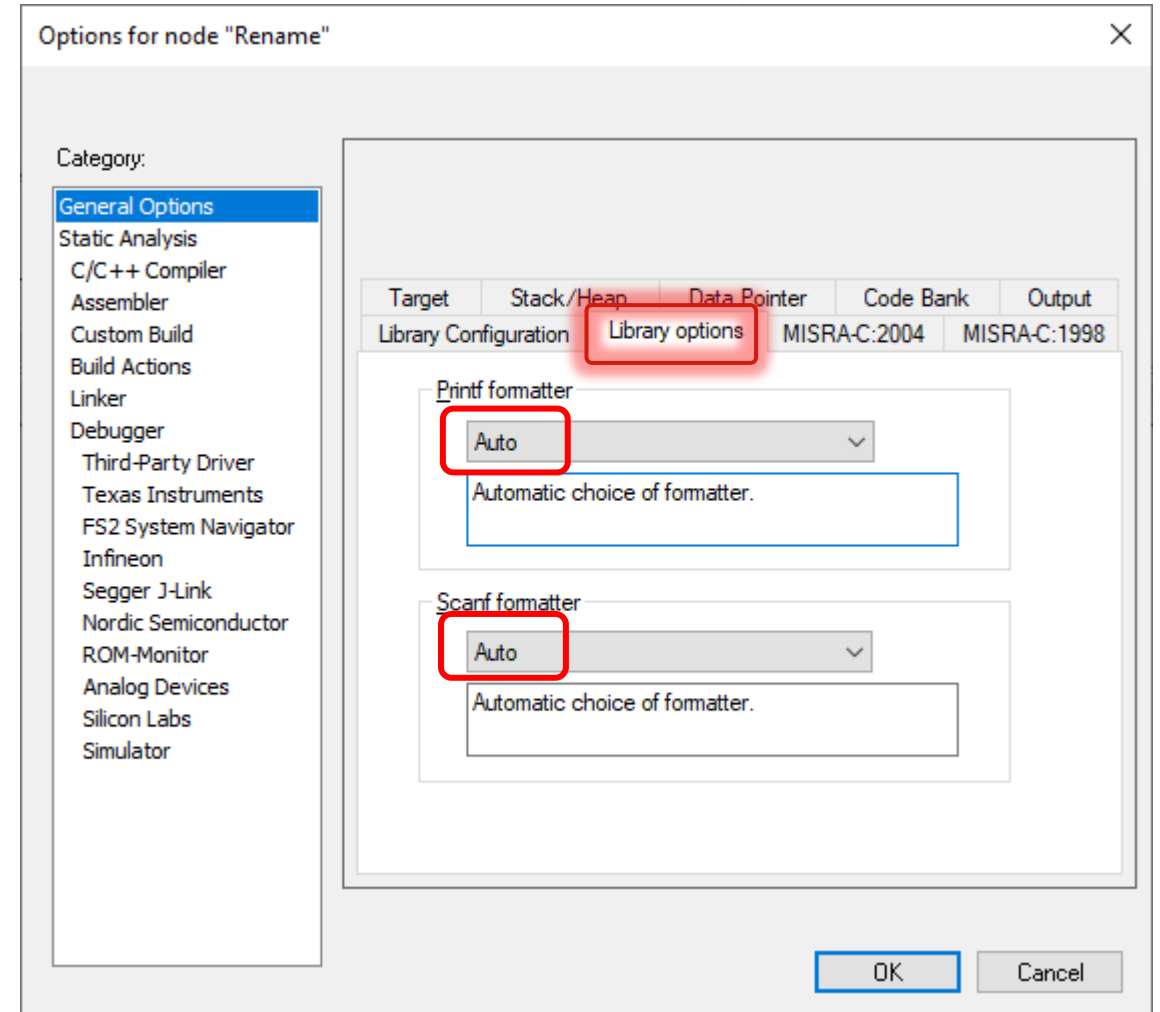 Options for node "Rename"
Category:
General Options
Static Analysis
C/C++ Compiler
Assembler
Custom Build
Build Actions
Linker
Debugger
Third-Party Driver
Texas Instruments
FS2 System Navigator
Infineon
Segger J-Link
Nordic Semiconductor
ROM-Monitor
Analog Devices
Silicon Labs
Simulator
Target Stack/Heap Data Pointer Code Bank Output
Library Configuration Library options MISRA-C:2004 MISRA-C:1998
Printf formatter
Auto
Automatic choice of formatter.
Scanf formatter
Auto
Automatic choice of formatter.
OK Cancel